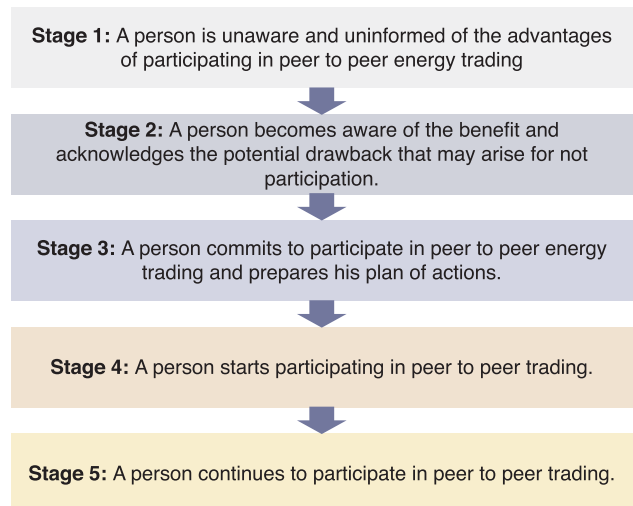 Stage 1: A person is unaware and uninformed of the advantages
of participating in peer to peer energy trading
Stage 2: A person becomes aware of the benefit and
acknowledges the potential drawback that may arise for not
participation.
Stage 3: A person commits to participate in peer to peer energy
trading and prepares his plan of actions.
Stage 4: A person starts participating in peer to peer trading.
Stage 5: A person continues to participate in peer to peer trading.